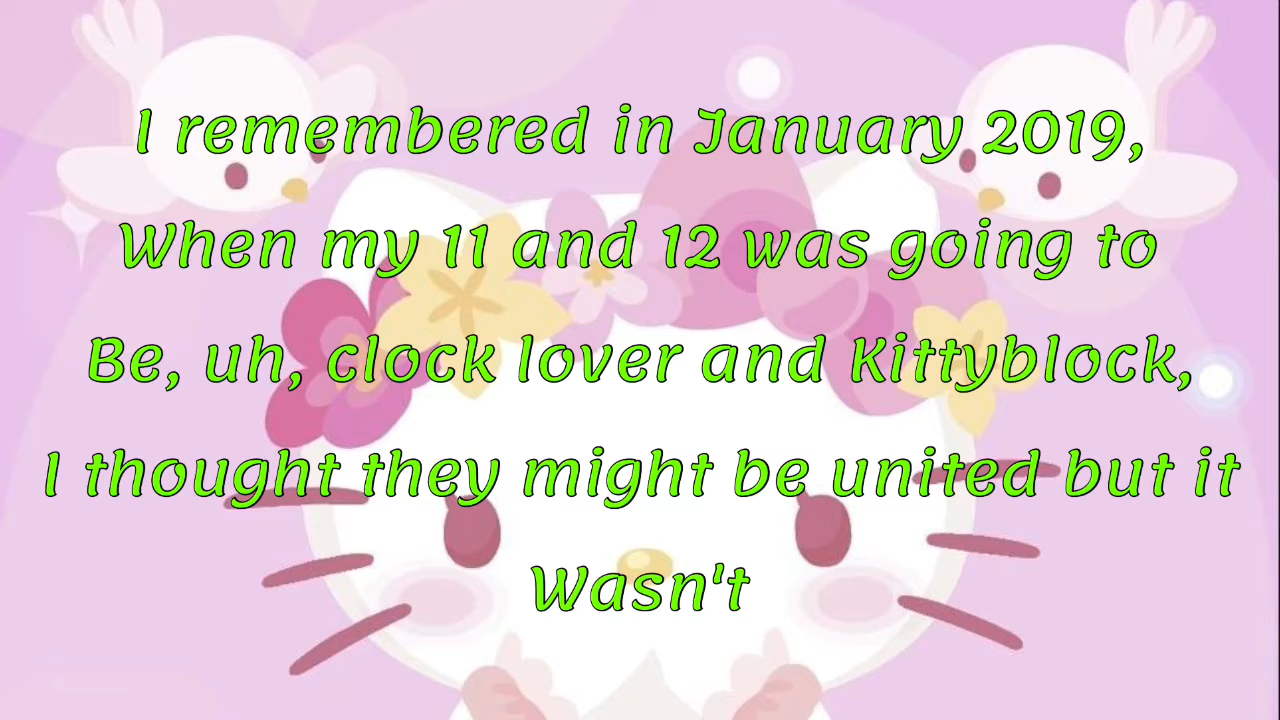 I remembered in January 2019,
When my 11 and 12 was going to
Be, uh, clock lover and Kittyblock,
I thought they might be united but it
Wasn't